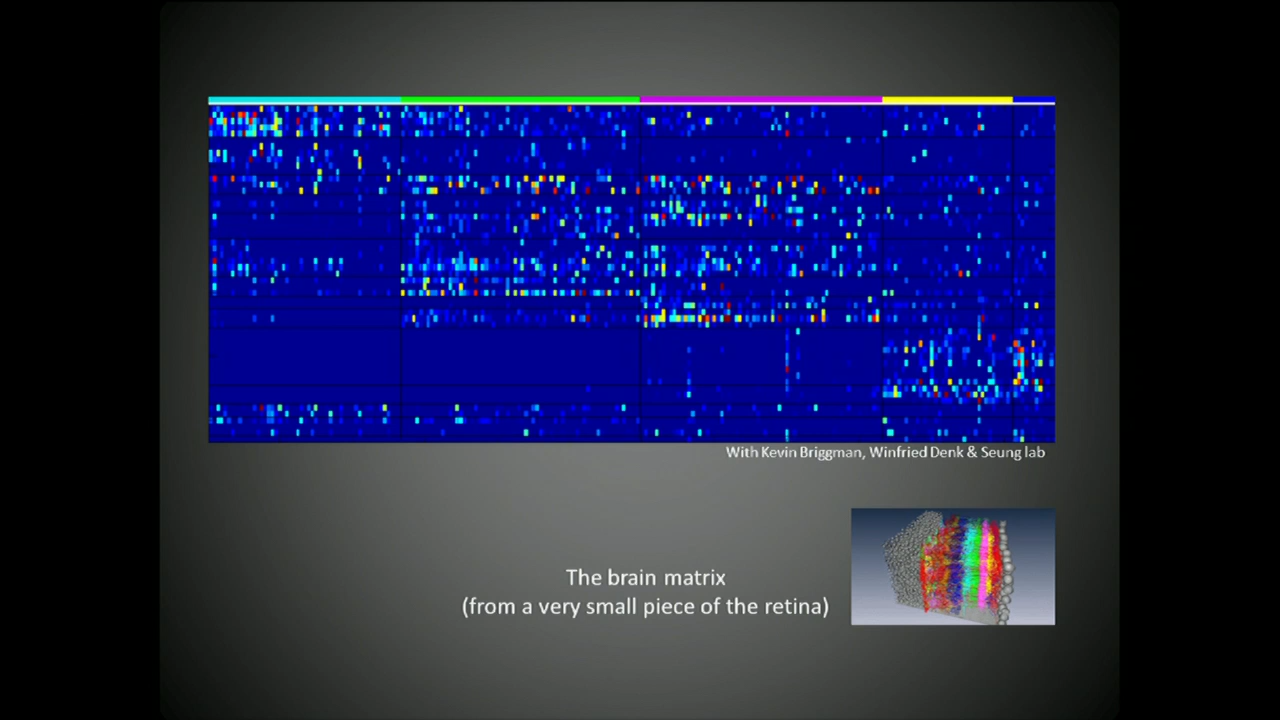 With Kevin Briggman, Winfried Denk & Seung lab
The brain matrix
(from a very small piece of the retina)